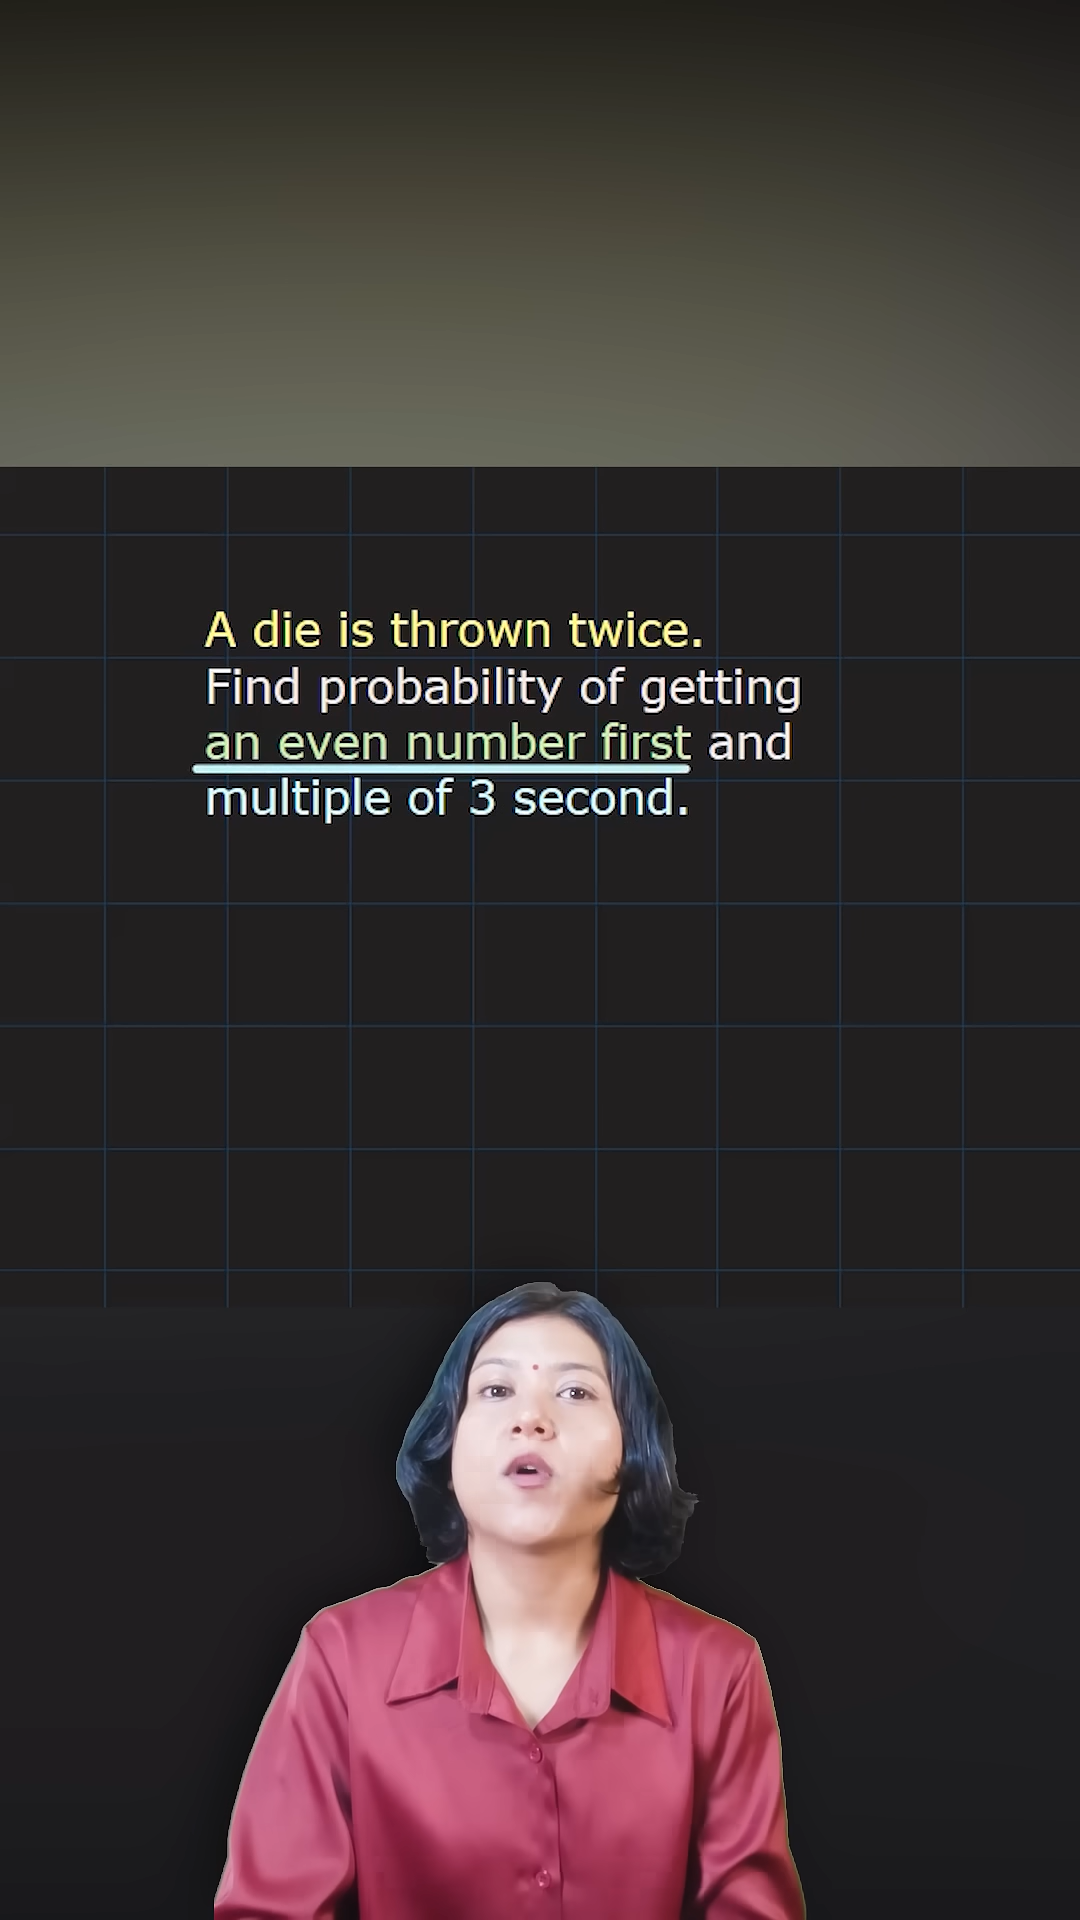 A die is thrown twice.
Find probability of getting
an even number first and
multiple of 3 second.